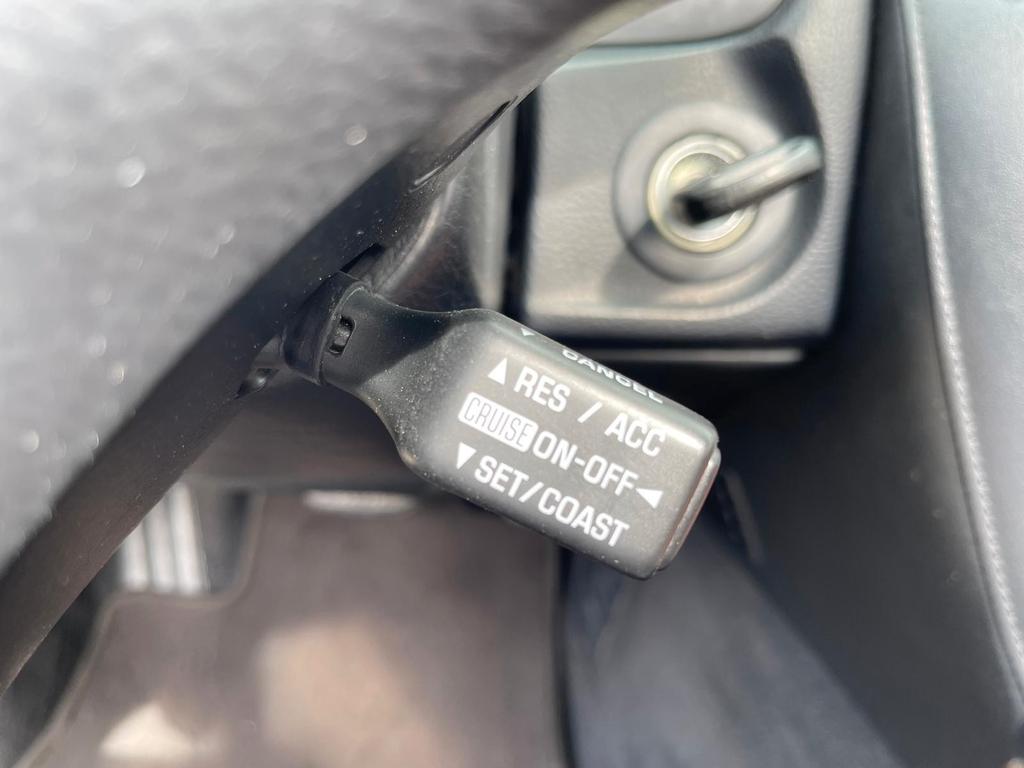 ▼ CANCEL
▲ RES / ACC
CRUISE ON-OFF ◀
▼ SET/COAST